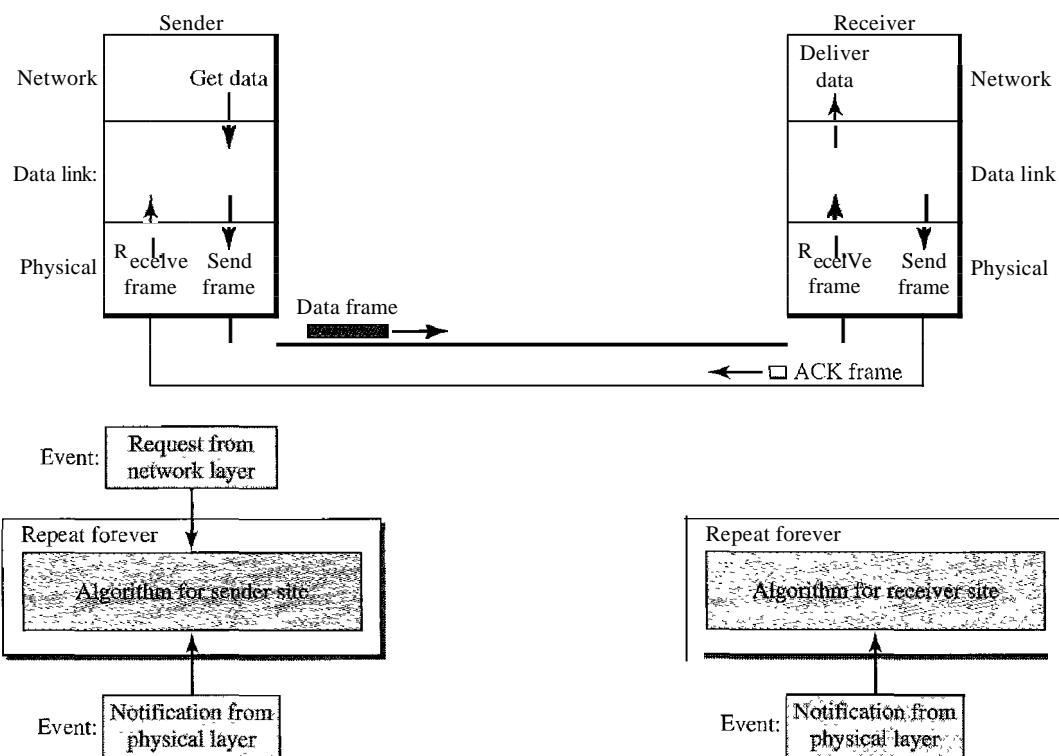 Sender
Receiver
Network
Get data
Deliver
data
Network
Data link:
Data link
Physical
Receive
frame
Send
frame
ReceiVe
frame
Send
frame
Physical
Data frame
ACK frame
Event:
Request from
network layer
Repeat forever
Algorithm for sender site
Repeat forever
Algorithm for receiver site
Event:
Notification from
physical layer
Event:
Notification from
physical layer